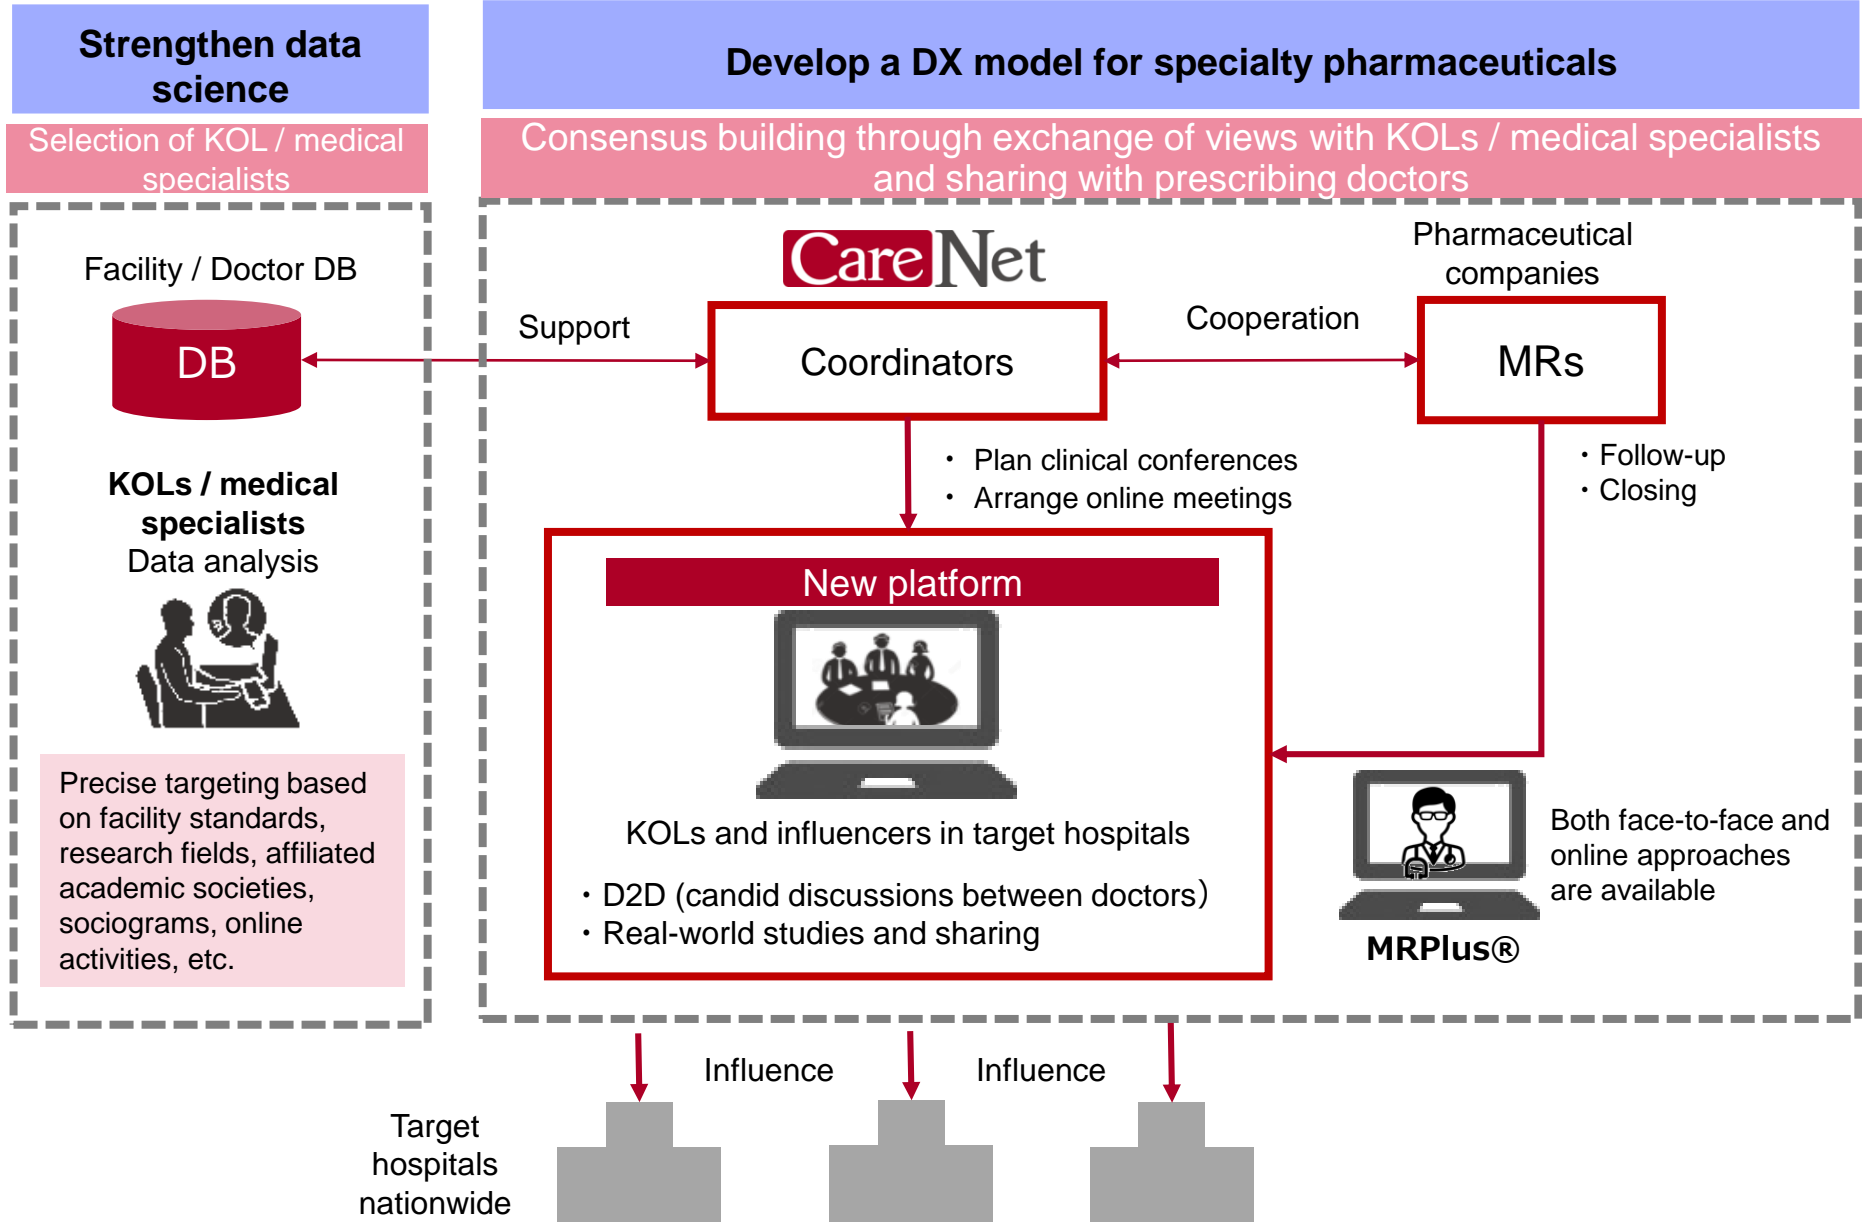 Strengthen data
science
Selection of KOL / medical
specialists
Facility / Doctor DB
DB
KOLs / medical
specialists
Data analysis
Precise targeting based
on facility standards,
research fields, affiliated
academic societies,
sociograms, online
activities, etc.
Develop a DX model for specialty pharmaceuticals
Consensus building through exchange of views with KOLs / medical specialists
and sharing with prescribing doctors
CareNet
Pharmaceutical
companies
Support
Coordinators
Cooperation
MRs
・ Plan clinical conferences
・ Arrange online meetings
・Follow-up
・Closing
New platform
KOLs and influencers in target hospitals
・D2D (candid discussions between doctors）
・Real-world studies and sharing
Both face-to-face and
online approaches
are available
MRPlus®
Influence
Influence
Target
hospitals
nationwide